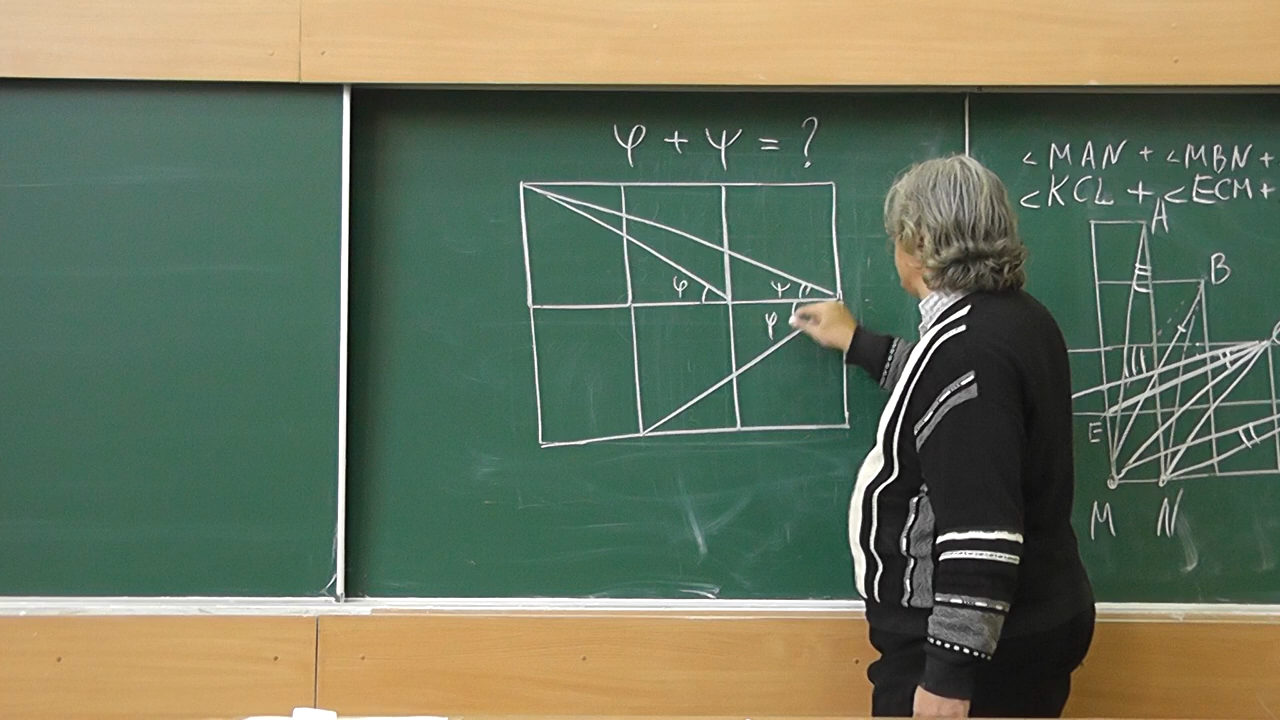 φ + ψ = ?
φ ψ
φ
∠MAN + ∠MBN +
∠KCL + ∠ECM +
A
B
E
M N